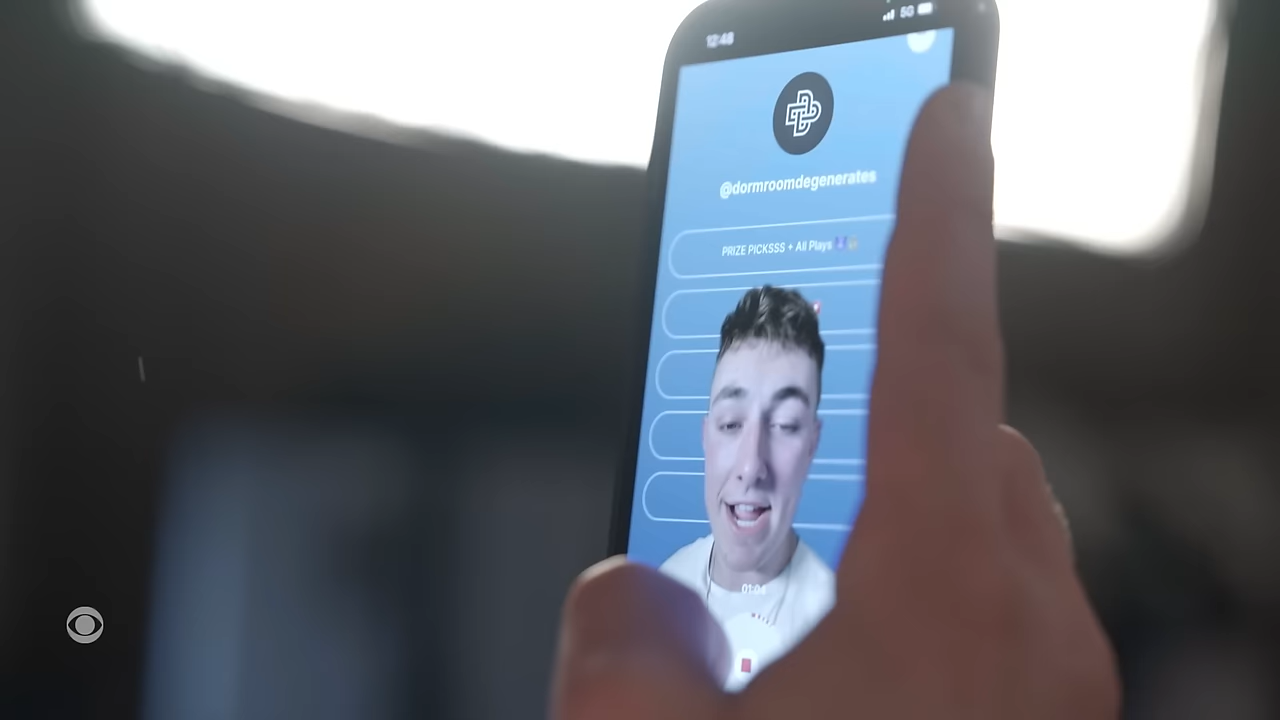 12:48
5G
@dormroomdegenerates
PRIZE PICKSSS + All Plays
01:04